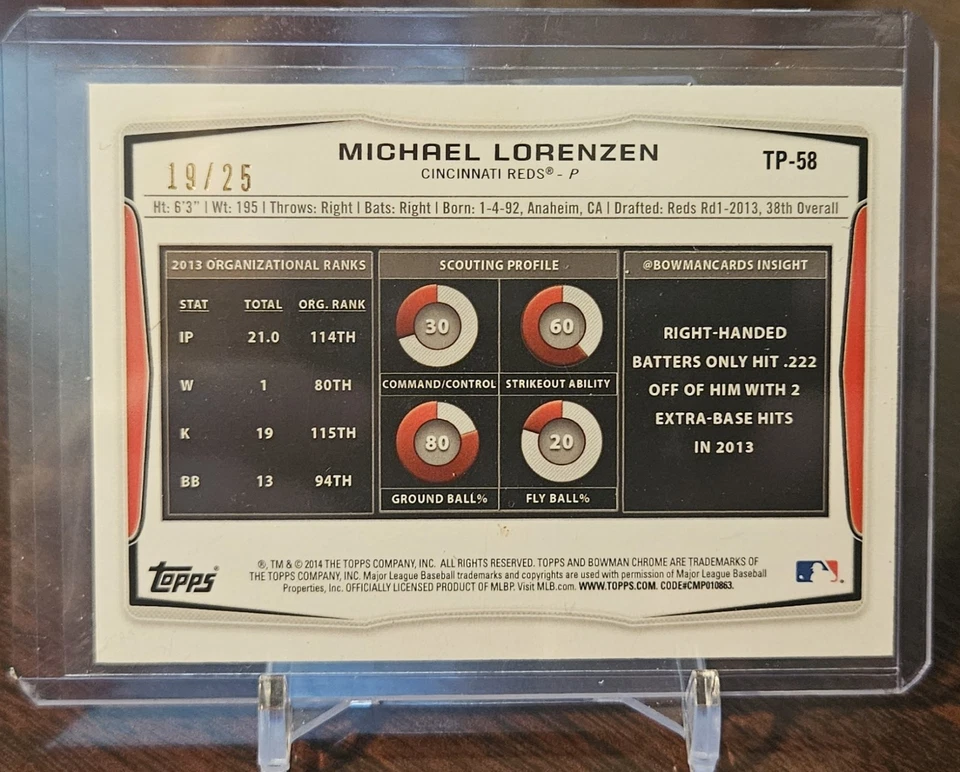 MICHAEL LORENZEN
CINCINNATI REDS® - P
TP-58
19/25
Ht: 6'3" | Wt: 195 | Throws: Right | Bats: Right | Born: 1-4-92, Anaheim, CA | Drafted: Reds Rd1-2013, 38th Overall
2013 ORGANIZATIONAL RANKS
STAT TOTAL ORG. RANK
IP 21.0 114TH
W 1 80TH
K 19 115TH
BB 13 94TH
SCOUTING PROFILE
30
COMMAND/CONTROL
60
STRIKEOUT ABILITY
80
GROUND BALL%
20
FLY BALL%
@BOWMANCARDS INSIGHT
RIGHT-HANDED
BATTERS ONLY HIT .222
OFF OF HIM WITH 2
EXTRA-BASE HITS
IN 2013
TOPPS®
®, TM & © 2014 THE TOPPS COMPANY, INC. ALL RIGHTS RESERVED. TOPPS AND BOWMAN CHROME ARE TRADEMARKS OF
THE TOPPS COMPANY, INC. Major League Baseball trademarks and copyrights are used with permission of Major League Baseball
Properties, Inc. OFFICIALLY LICENSED PRODUCT OF MLBP. Visit MLB.com. WWW.TOPPS.COM. CODE#CMP010863.